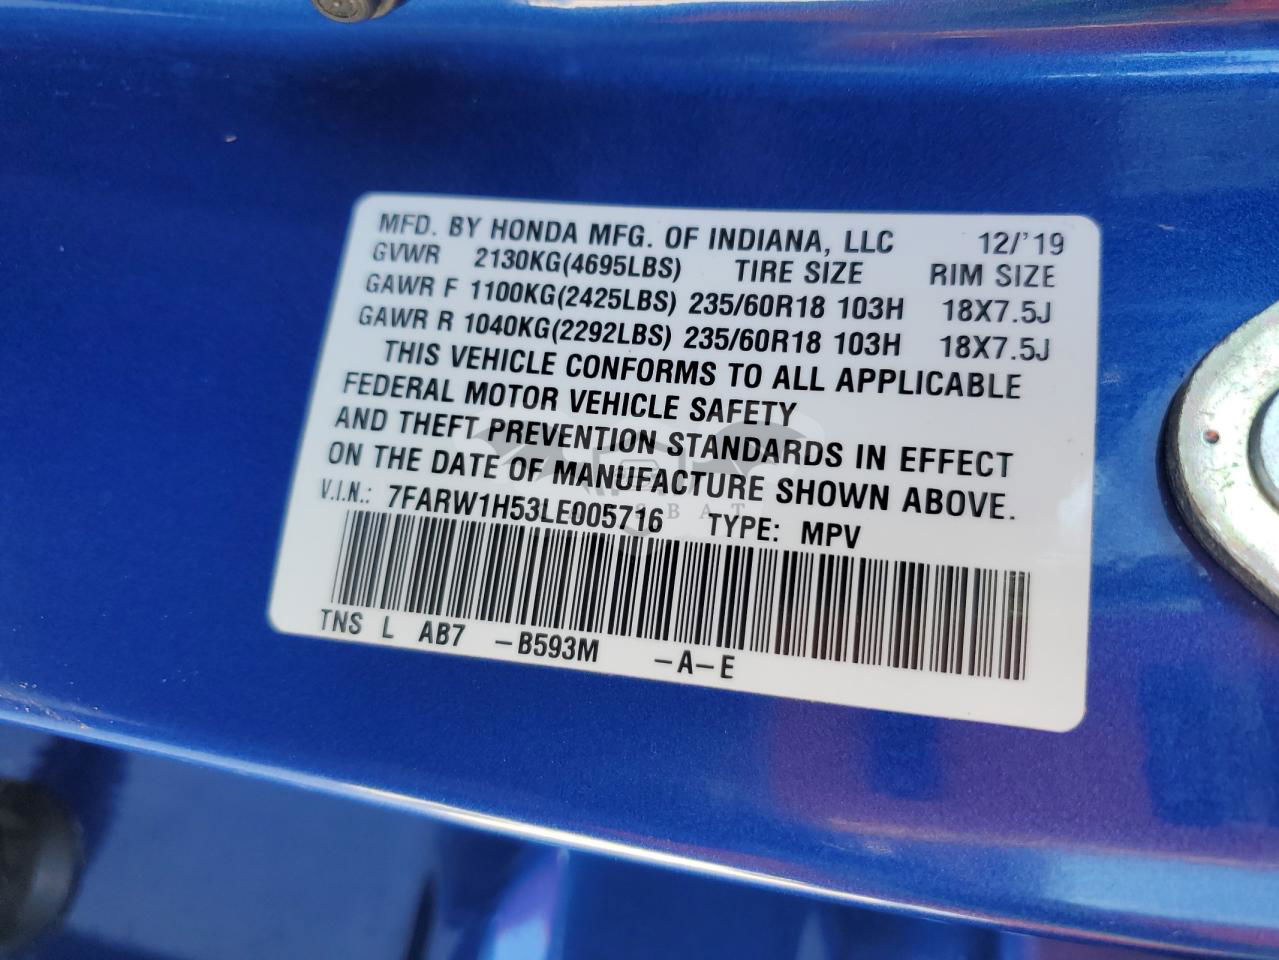 MFD. BY HONDA MFG. OF INDIANA, LLC 12/'19
GVWR 2130KG(4695LBS) TIRE SIZE RIM SIZE
GAWR F 1100KG(2425LBS) 235/60R18 103H 18X7.5J
GAWR R 1040KG(2292LBS) 235/60R18 103H 18X7.5J
THIS VEHICLE CONFORMS TO ALL APPLICABLE
FEDERAL MOTOR VEHICLE SAFETY
AND THEFT PREVENTION STANDARDS IN EFFECT
ON THE DATE OF MANUFACTURE SHOWN ABOVE.
V.I.N.: 7FARW1H53LE005716 TYPE: MPV
TNS L AB7 -B593M -A-E